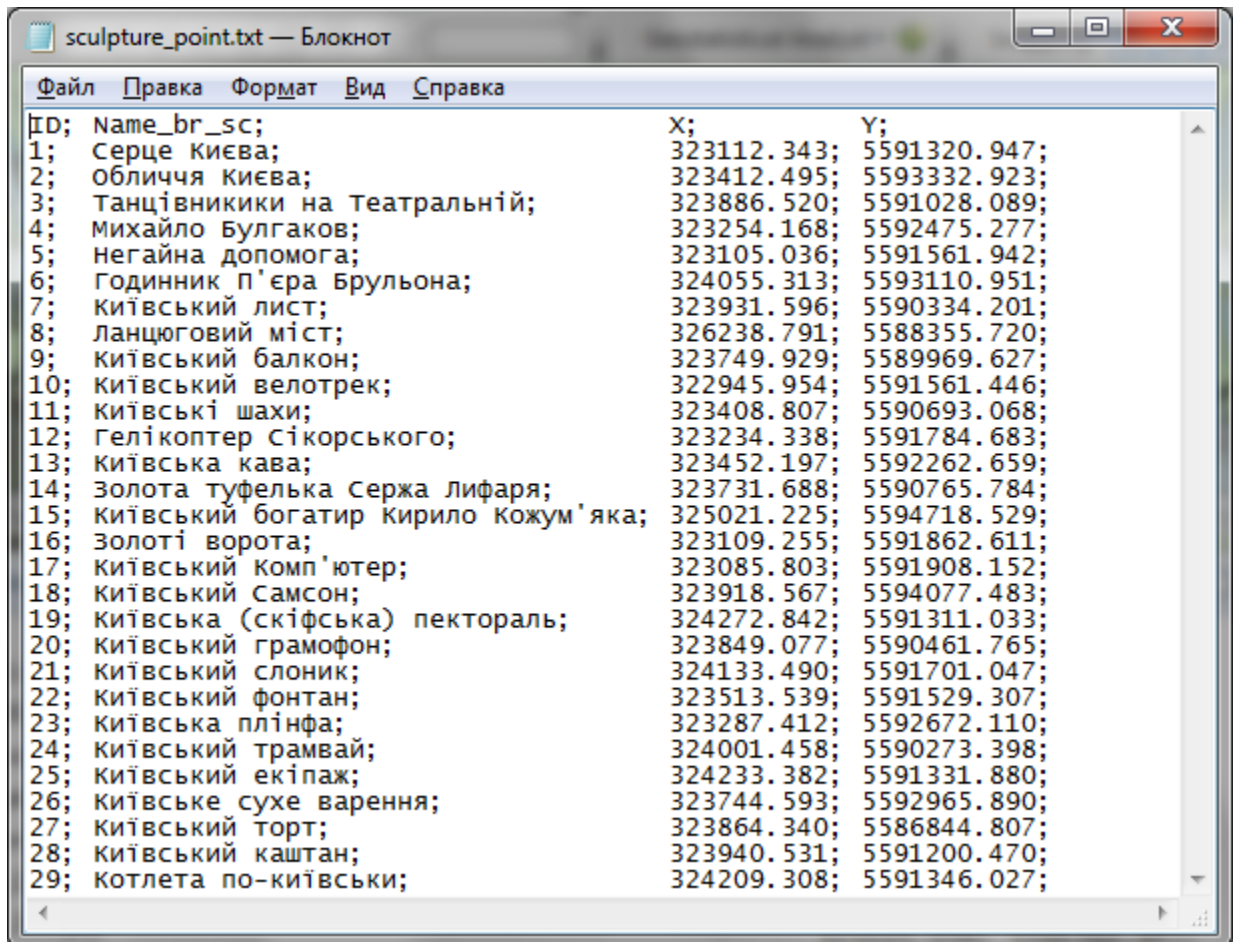 sculpture_point.txt — Блокнот
Файл Правка Формат Вид Справка
ID; Name_br_sc; X; Y;
1; Серце Києва; 323112.343; 5591320.947;
2; Обличчя Києва; 323412.495; 5593332.923;
3; Танцівникики на Театральній; 323886.520; 5591028.089;
4; Михайло Булгаков; 323254.168; 5592475.277;
5; Негайна допомога; 323105.036; 5591561.942;
6; Годинник П'єра Брульона; 324055.313; 5593110.951;
7; Київський лист; 323931.596; 5590334.201;
8; Ланцюговий міст; 326238.791; 5588355.720;
9; Київський балкон; 323749.929; 5589969.627;
10; Київський велотрек; 322945.954; 5591561.446;
11; Київські шахи; 323408.807; 5590693.068;
12; Гелікоптер Сікорського; 323234.338; 5591784.683;
13; Київська кава; 323452.197; 5592262.659;
14; Золота туфелька Сержа Лифаря; 323731.688; 5590765.784;
15; Київський богатир Кирило Кожум'яка; 325021.225; 5594718.529;
16; Золоті ворота; 323109.255; 5591862.611;
17; Київський Комп'ютер; 323085.803; 5591908.152;
18; Київський Самсон; 323918.567; 5594077.483;
19; Київська (скіфська) пектораль; 324272.842; 5591311.033;
20; Київський грамофон; 323849.077; 5590461.765;
21; Київський слоник; 324133.490; 5591701.047;
22; Київський фонтан; 323513.539; 5591529.307;
23; Київська плінфа; 323287.412; 5592672.110;
24; Київський трамвай; 324001.458; 5590273.398;
25; Київський екіпаж; 324233.382; 5591331.880;
26; Київське сухе варення; 323744.593; 5592965.890;
27; Київський торт; 323864.340; 5586844.807;
28; Київський каштан; 323940.531; 5591200.470;
29; Котлета по-київськи; 324209.308; 5591346.027;